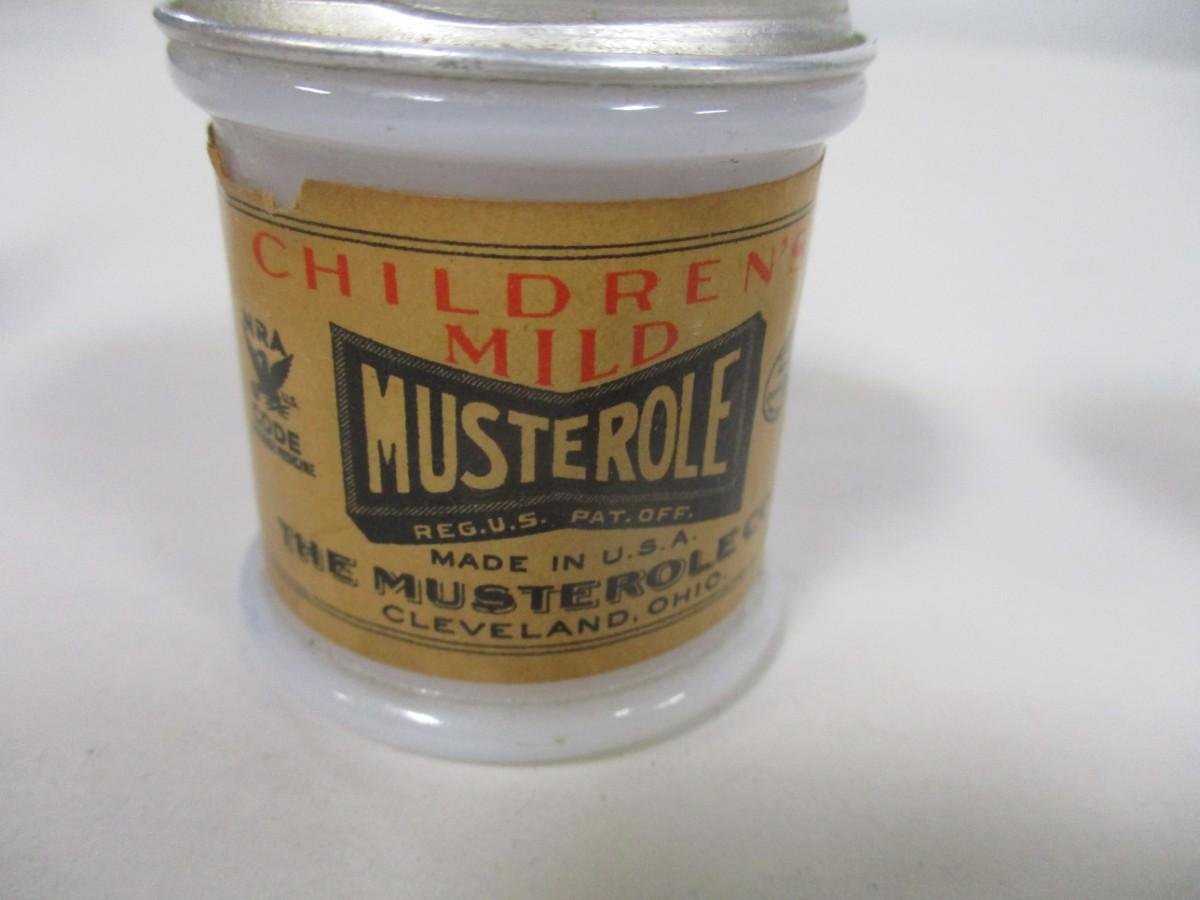 CHILDREN'S
MILD
MUSTEROLE
REG. U.S. PAT. OFF.
NRA
U.S.
CODE
MADE IN U.S.A.
THE MUSTEROLE CO
CLEVELAND, OHIO.